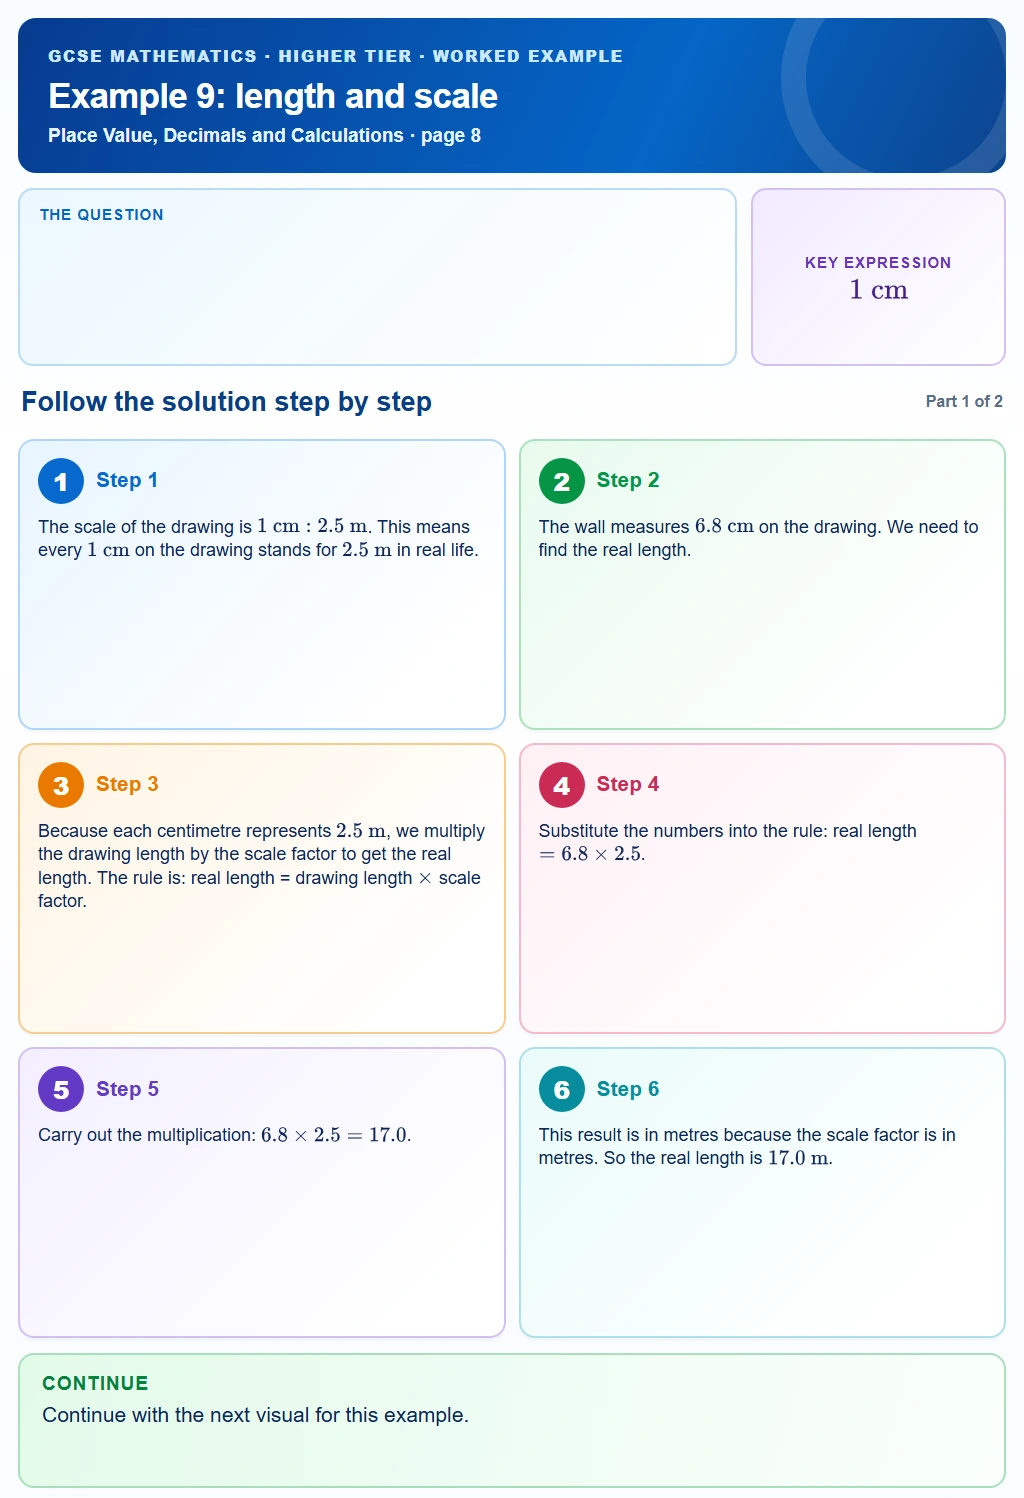 GCSE MATHEMATICS · HIGHER TIER · WORKED EXAMPLE
Example 9: length and scale
Place Value, Decimals and Calculations · page 8
THE QUESTION
KEY EXPRESSION
1 cm
Follow the solution step by step
Part 1 of 2
1 Step 1
The scale of the drawing is 1 cm : 2.5 m. This means
every 1 cm on the drawing stands for 2.5 m in real life.
2 Step 2
The wall measures 6.8 cm on the drawing. We need to
find the real length.
3 Step 3
Because each centimetre represents 2.5 m, we multiply
the drawing length by the scale factor to get the real
length. The rule is: real length = drawing length × scale
factor.
4 Step 4
Substitute the numbers into the rule: real length
= 6.8 × 2.5.
5 Step 5
Carry out the multiplication: 6.8 × 2.5 = 17.0.
6 Step 6
This result is in metres because the scale factor is in
metres. So the real length is 17.0 m.
CONTINUE
Continue with the next visual for this example.